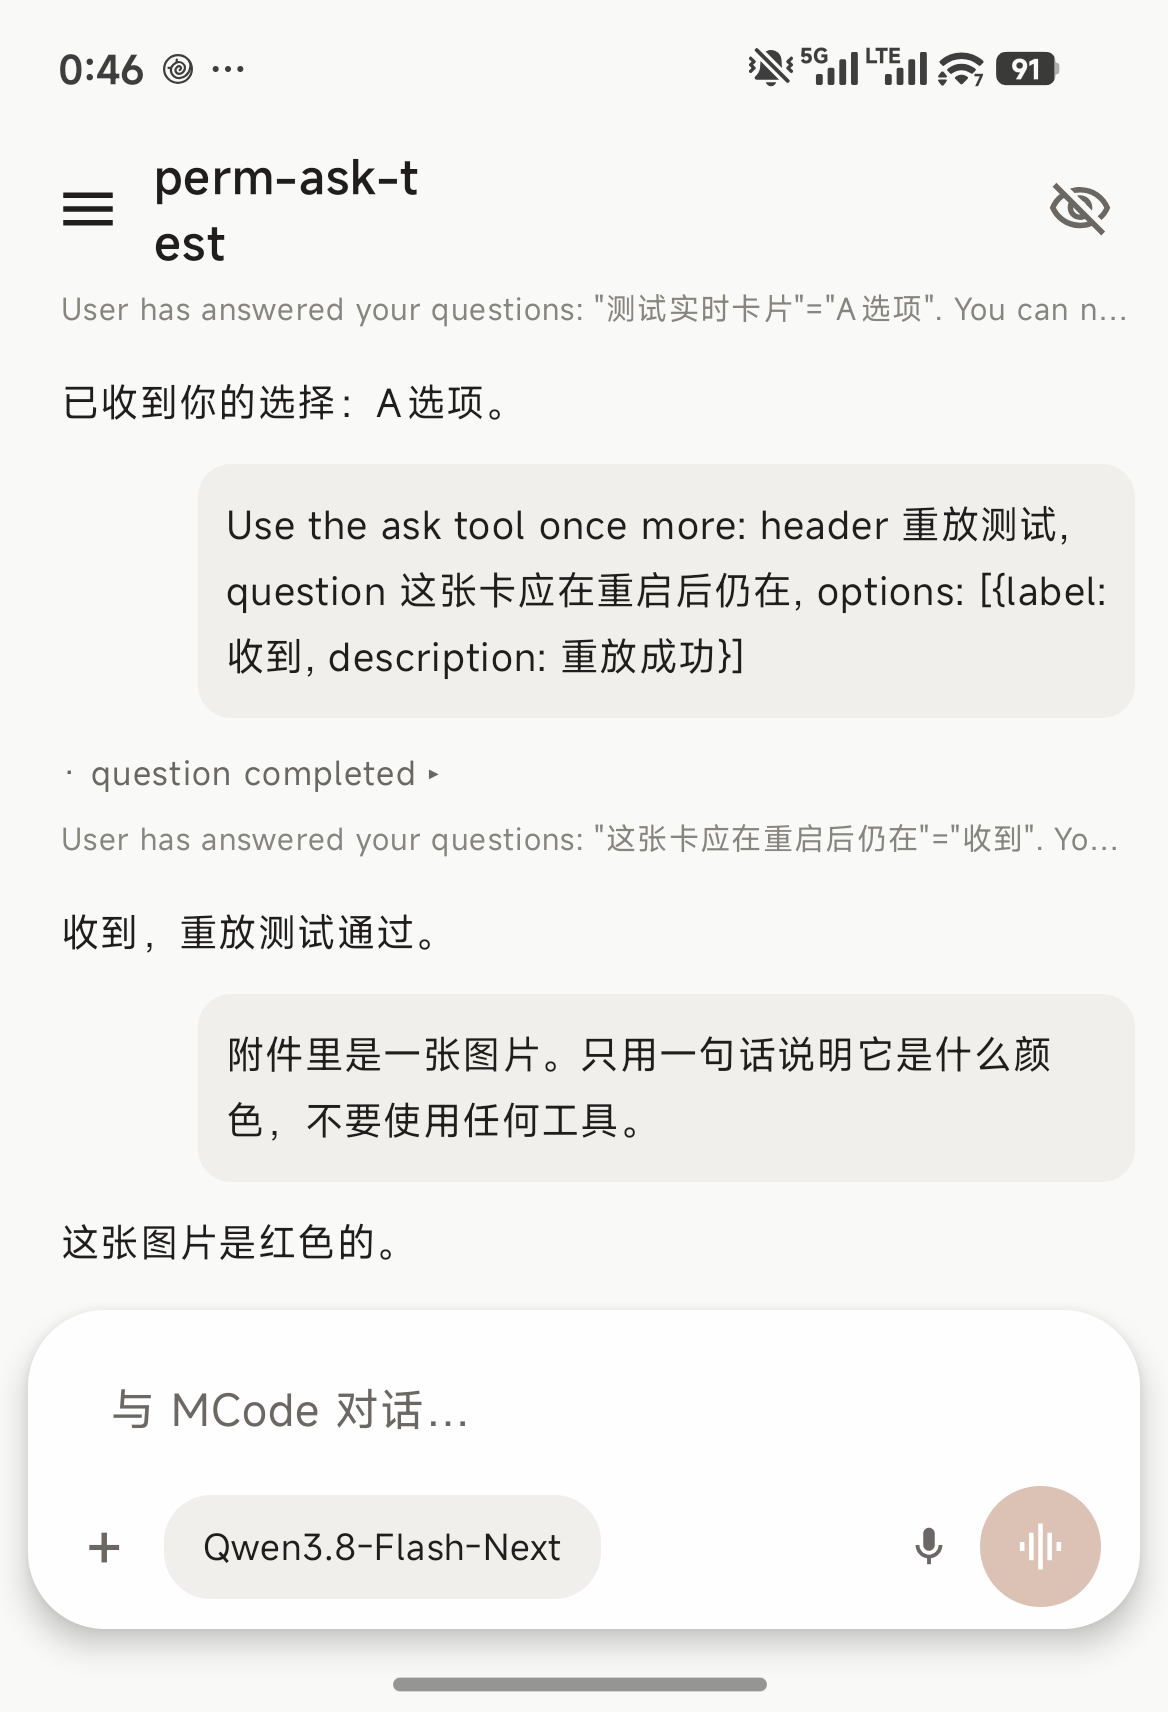 0:46 ...
5G LTE 7 91
perm-ask-t
est
User has answered your questions: "测试实时卡片"="A选项". You can n...
已收到你的选择：A选项。
Use the ask tool once more: header 重放测试,
question 这张卡应在重启后仍在, options: [{label:
收到, description: 重放成功}]
· question completed ▸
User has answered your questions: "这张卡应在重启后仍在"="收到". Yo...
收到，重放测试通过。
附件里是一张图片。只用一句话说明它是什么颜
色，不要使用任何工具。
这张图片是红色的。
与 MCode 对话...
+ Qwen3.8-Flash-Next